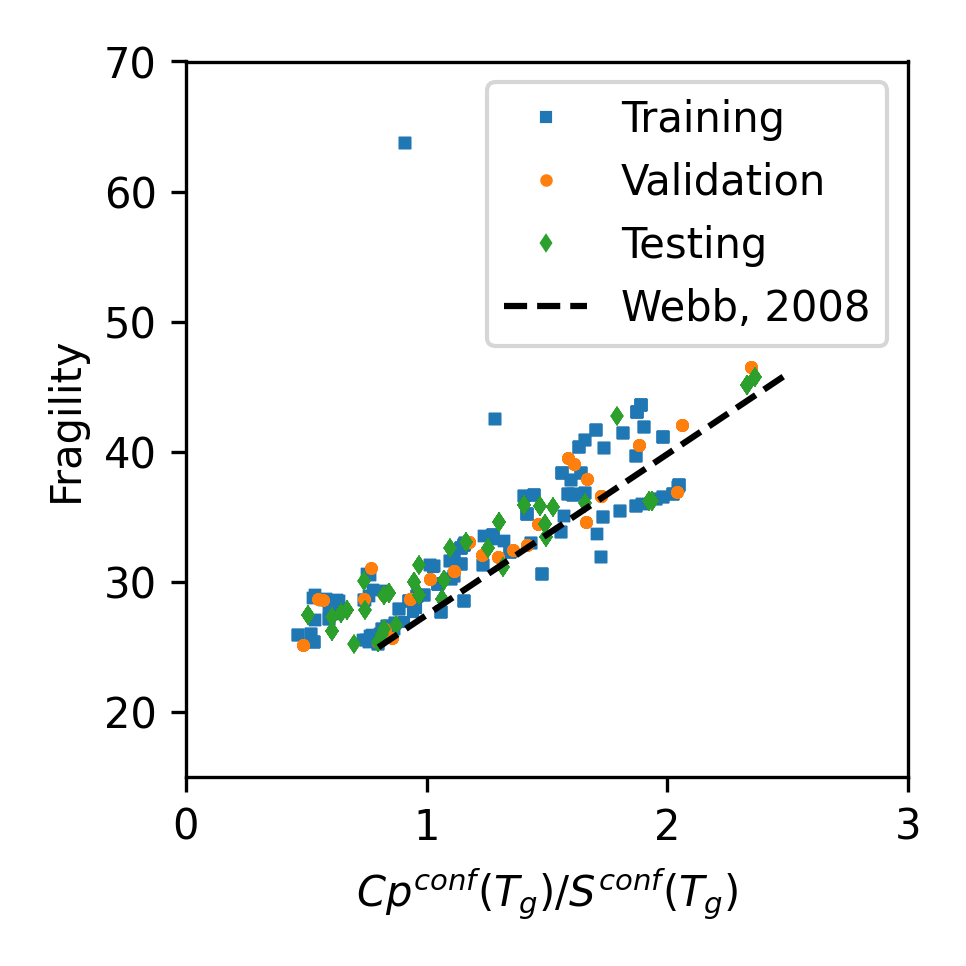 70
60
50
40
30
20
Fragility
Training
Validation
Testing
Webb, 2008
0 1 2 3
Cp^{conf}(T_g)/S^{conf}(T_g)